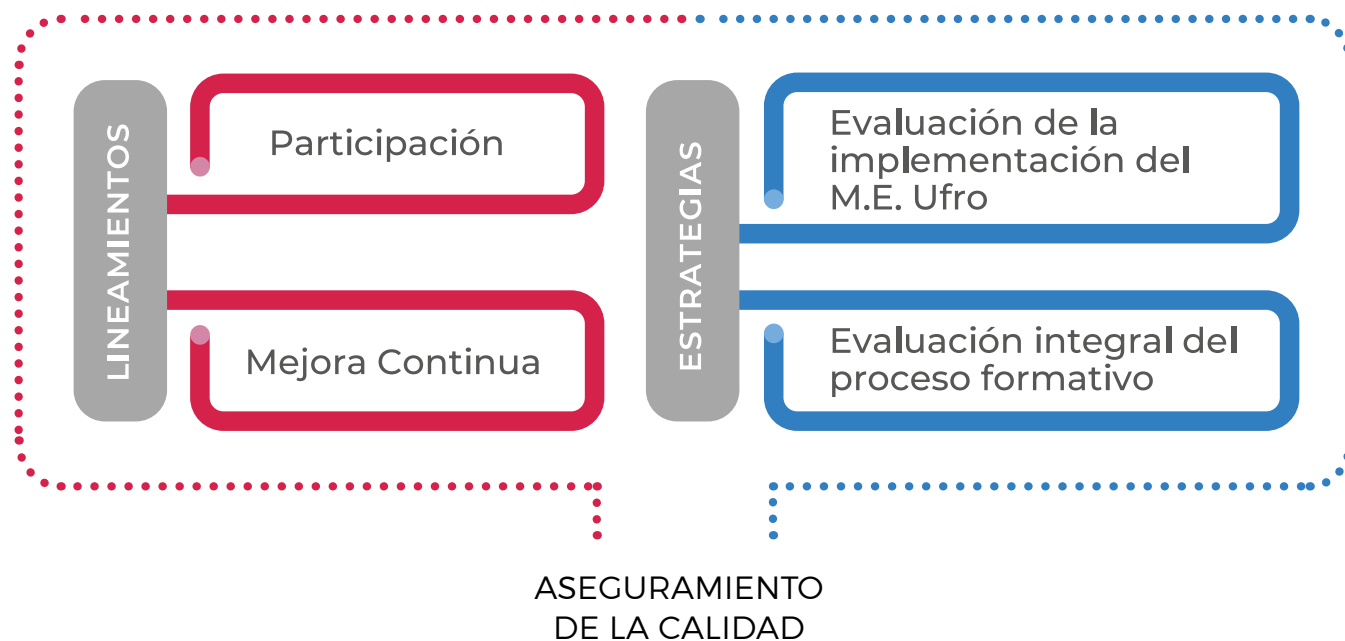 LINEAMIENTOS
Participación
Mejora Continua
ESTRATEGIAS
Evaluación de la
implementación del
M.E. Ufro
Evaluación integral del
proceso formativo
ASEGURAMIENTO
DE LA CALIDAD